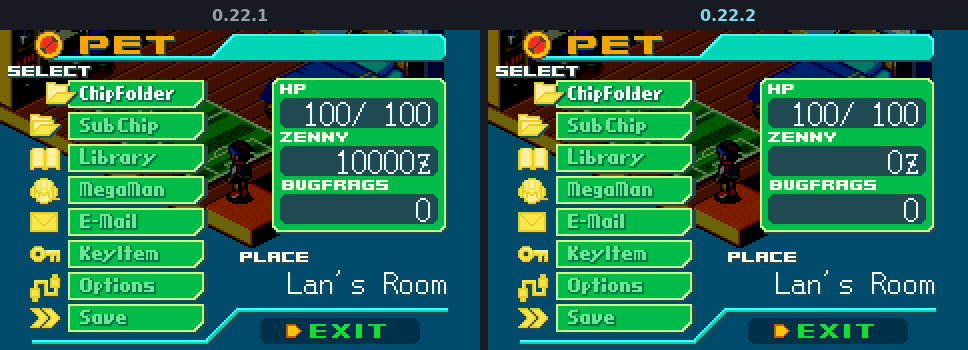 0.22.1
PET
SELECT
ChipFolder
SubChip
Library
MegaMan
E-Mail
KeyItem
Options
Save
HP
100/ 100
ZENNY
10000z
BUGFRAGS
0
PLACE
Lan's Room
EXIT
0.22.2
PET
SELECT
ChipFolder
SubChip
Library
MegaMan
E-Mail
KeyItem
Options
Save
HP
100/ 100
ZENNY
0z
BUGFRAGS
0
PLACE
Lan's Room
EXIT